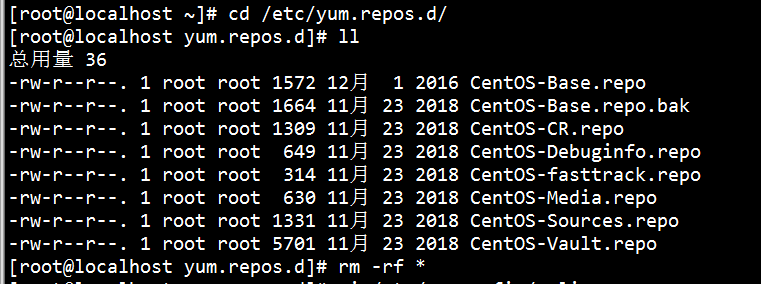 [root@localhost ~]# cd /etc/yum.repos.d/
[root@localhost yum.repos.d]# ll
总用量 36
-rw-r--r--. 1 root root 1572 12月  1 2016 CentOS-Base.repo
-rw-r--r--. 1 root root 1664 11月 23 2018 CentOS-Base.repo.bak
-rw-r--r--. 1 root root 1309 11月 23 2018 CentOS-CR.repo
-rw-r--r--. 1 root root  649 11月 23 2018 CentOS-Debuginfo.repo
-rw-r--r--. 1 root root  314 11月 23 2018 CentOS-fasttrack.repo
-rw-r--r--. 1 root root  630 11月 23 2018 CentOS-Media.repo
-rw-r--r--. 1 root root 1331 11月 23 2018 CentOS-Sources.repo
-rw-r--r--. 1 root root 5701 11月 23 2018 CentOS-Vault.repo
[root@localhost yum.repos.d]# rm -rf *